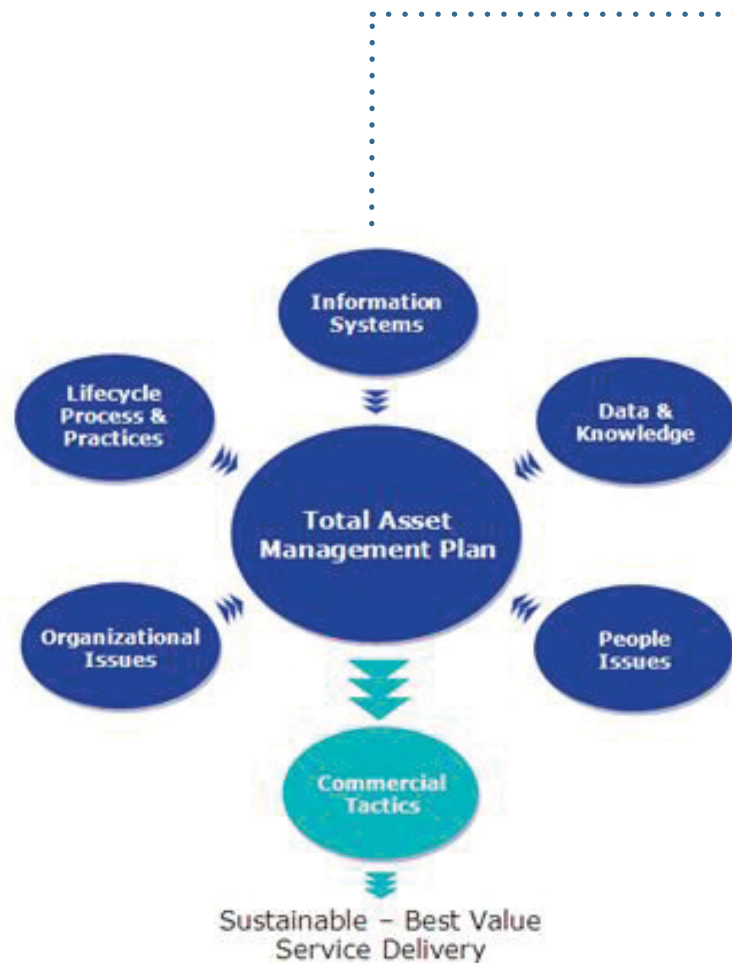 Information
Systems
Lifecycle
Process &
Practices
Data &
Knowledge
Total Asset
Management Plan
Organizational
Issues
People
Issues
Commercial
Tactics
Sustainable – Best Value
Service Delivery